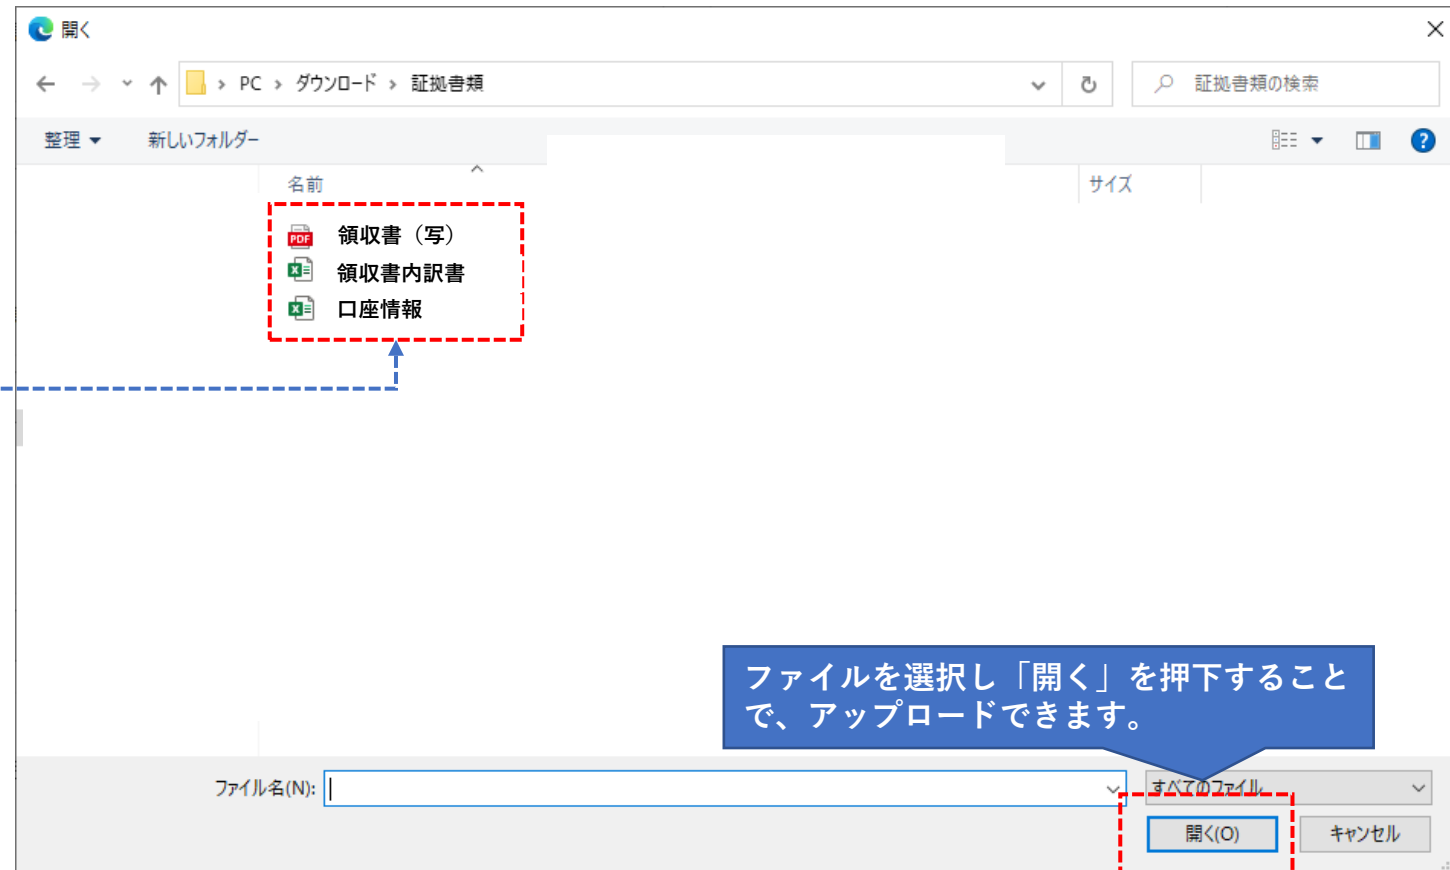 開く
PC › ダウンロード › 証拠書類
証拠書類の検索
整理
新しいフォルダー
名前
サイズ
PDF
領収書（写）
領収書内訳書
口座情報
ファイルを選択し「開く」を押下すること
で、アップロードできます。
ファイル名(N):
すべてのファイル
開く(O)
キャンセル